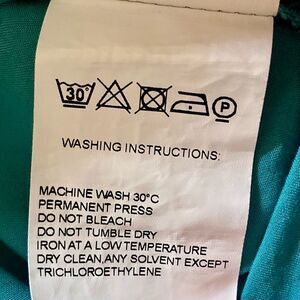 30°
P
WASHING INSTRUCTIONS:
MACHINE WASH 30°C
PERMANENT PRESS
DO NOT BLEACH
DO NOT TUMBLE DRY
IRON AT A LOW TEMPERATURE
DRY CLEAN,ANY SOLVENT EXCEPT
TRICHLOROETHYLENE